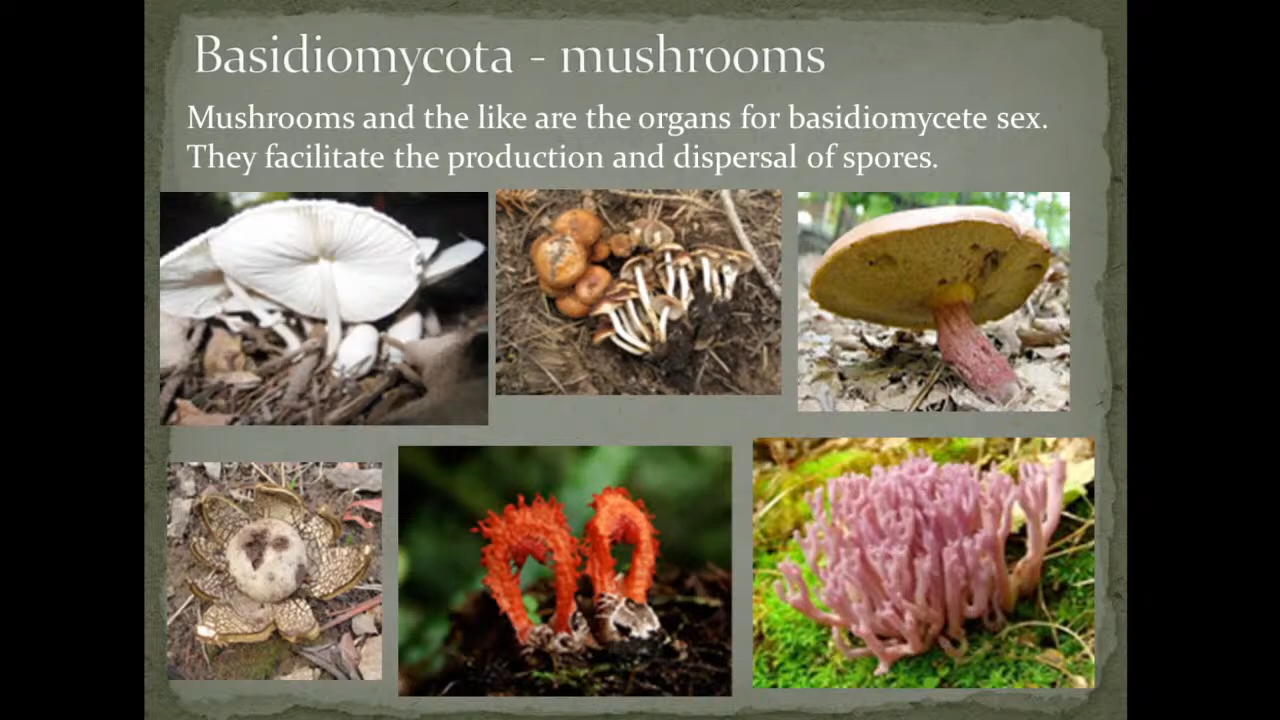 Basidiomycota - mushrooms
Mushrooms and the like are the organs for basidiomycete sex.
They facilitate the production and dispersal of spores.